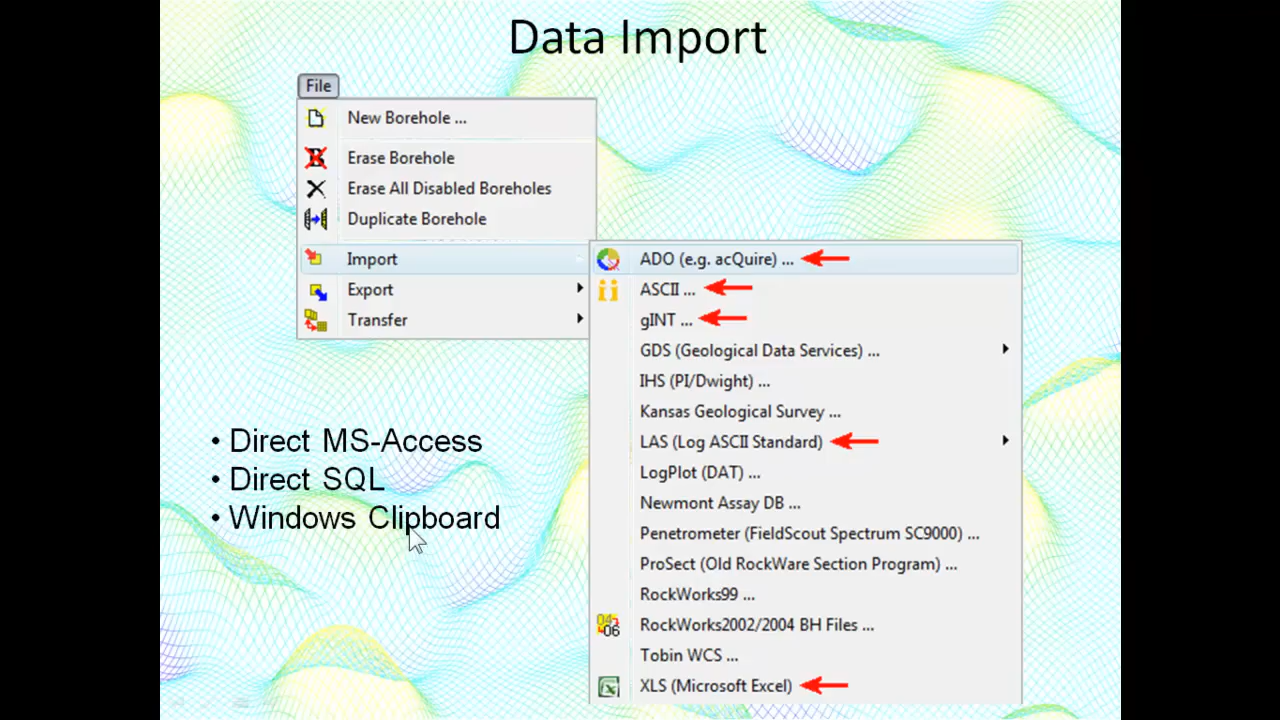 Data Import
File
New Borehole ...
Erase Borehole
Erase All Disabled Boreholes
Duplicate Borehole
Import
Export
Transfer
ADO (e.g. acQuire) ...
ASCII ...
gINT ...
GDS (Geological Data Services) ...
IHS (PI/Dwight) ...
Kansas Geological Survey ...
LAS (Log ASCII Standard)
LogPlot (DAT) ...
Newmont Assay DB ...
Penetrometer (FieldScout Spectrum SC9000) ...
ProSect (Old RockWare Section Program) ...
RockWorks99 ...
RockWorks2002/2004 BH Files ...
Tobin WCS ...
XLS (Microsoft Excel)
• Direct MS-Access
• Direct SQL
• Windows Clipboard